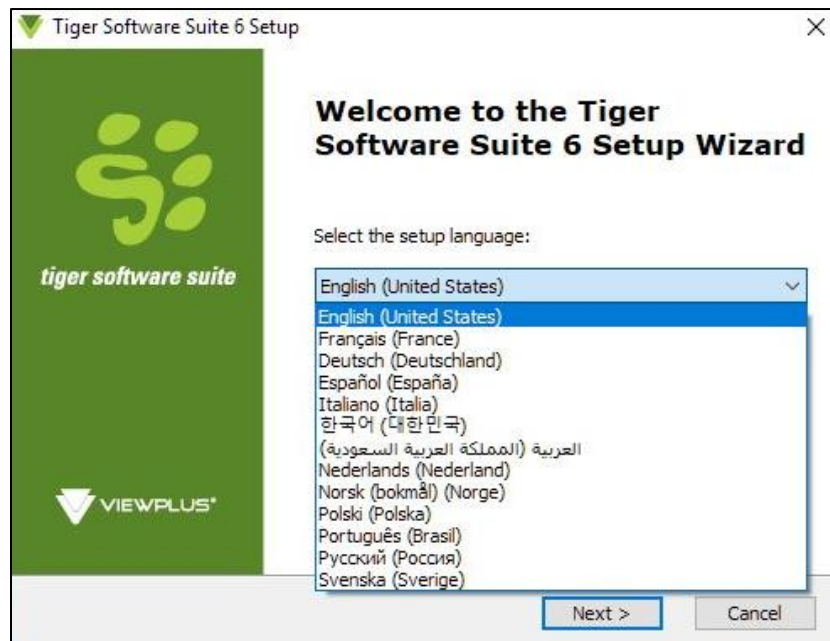 Tiger Software Suite 6 Setup
Welcome to the Tiger
Software Suite 6 Setup Wizard
Select the setup language:
tiger software suite
English (United States)
English (United States)
Français (France)
Deutsch (Deutschland)
Español (España)
Italiano (Italia)
한국어 (대한민국)
العربية (المملكة العربية السعودية)
Nederlands (Nederland)
Norsk (bokmål) (Norge)
Polski (Polska)
Português (Brasil)
Русский (Россия)
Svenska (Sverige)
VIEWPLUS®
Next >
Cancel